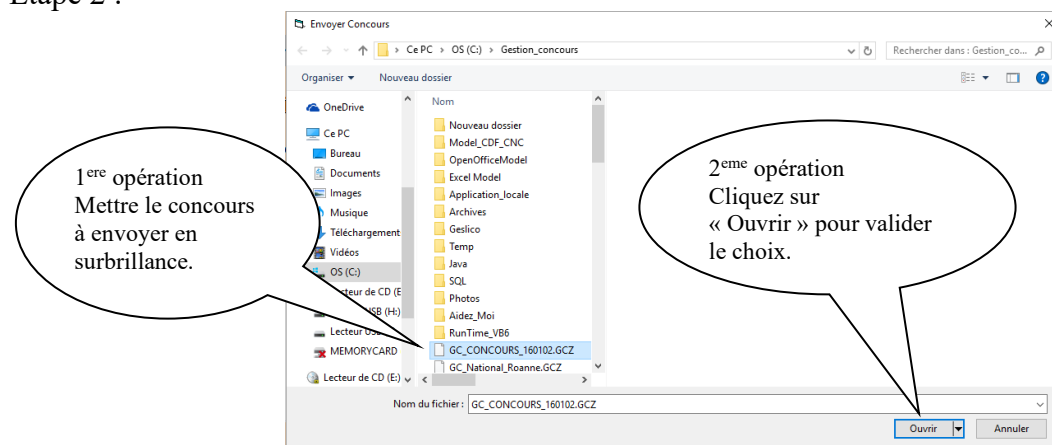 Etape 2 :
Envoyer Concours
Ce PC > OS (C:) > Gestion_concours
Rechercher dans : Gestion_co...
Organiser
Nouveau dossier
OneDrive
Ce PC
Bureau
Documents
Images
Musique
Téléchargement
Vidéos
OS (C:)
cteur de CD (E
SB (H:)
Lecteur US
MEMORYCARD
Lecteur de CD (E:)
Nom
Nouveau dossier
Model_CDF_CNC
OpenOfficeModel
Excel Model
Application_locale
Archives
Geslico
Temp
Java
SQL
Photos
Aidez_Moi
RunTime_VB6
GC_CONCOURS_160102.GCZ
GC_National_Roanne.GCZ
1ere opération
Mettre le concours
à envoyer en
surbrillance.
2eme opération
Cliquez sur
« Ouvrir » pour valider
le choix.
Nom du fichier : GC_CONCOURS_160102.GCZ
Ouvrir
Annuler